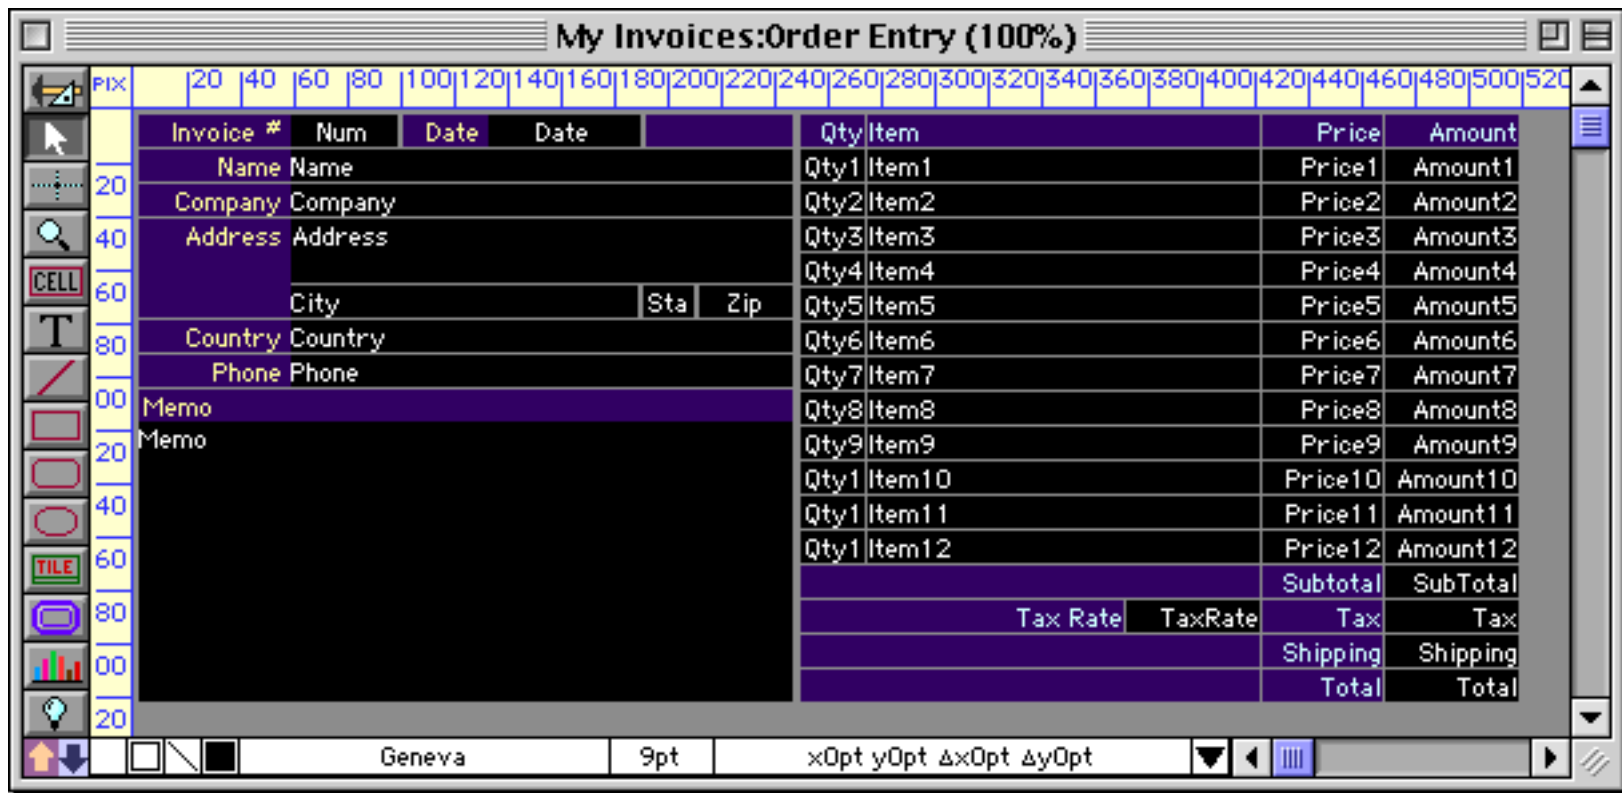 My Invoices:Order Entry (100%)
PIX |20 |40 |60 |80 |100|120|140|160|180|200|220|240|260|280|300|320|340|360|380|400|420|440|460|480|500|520
Invoice # Num Date Date Qty Item Price Amount
Name Name Qty1 Item1 Price1 Amount1
20
Company Company Qty2 Item2 Price2 Amount2
40 Address Address Qty3 Item3 Price3 Amount3
CELL Qty4 Item4 Price4 Amount4
60 City Sta Zip Qty5 Item5 Price5 Amount5
T
80 Country Country Qty6 Item6 Price6 Amount6
Phone Phone Qty7 Item7 Price7 Amount7
00 Memo Qty8 Item8 Price8 Amount8
20 Memo Qty9 Item9 Price9 Amount9
Qty1 Item10 Price10 Amount10
40 Qty1 Item11 Price11 Amount11
60 Qty1 Item12 Price12 Amount12
TILE Subtotal SubTotal
80 Tax Rate TaxRate Tax Tax
00 Shipping Shipping
Total Total
20
Geneva 9pt x0pt y0pt Δx0pt Δy0pt